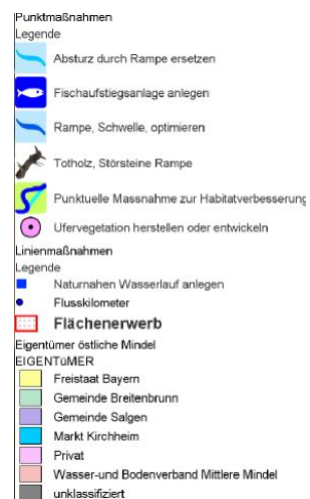 Punktmaßnahmen
Legende
Absturz durch Rampe ersetzen
Fischaufstiegsanlage anlegen
Rampe, Schwelle, optimieren
Totholz, Störsteine Rampe
Punktuelle Massnahme zur Habitatverbesserung
Ufervegetation herstellen oder entwickeln
Linienmaßnahmen
Legende
Naturnahen Wasserlauf anlegen
Flusskilometer
Flächenerwerb
Eigentümer östliche Mindel
EIGENTüMER
Freistaat Bayern
Gemeinde Breitenbrunn
Gemeinde Salgen
Markt Kirchheim
Privat
Wasser-und Bodenverband Mittlere Mindel
unklassifiziert